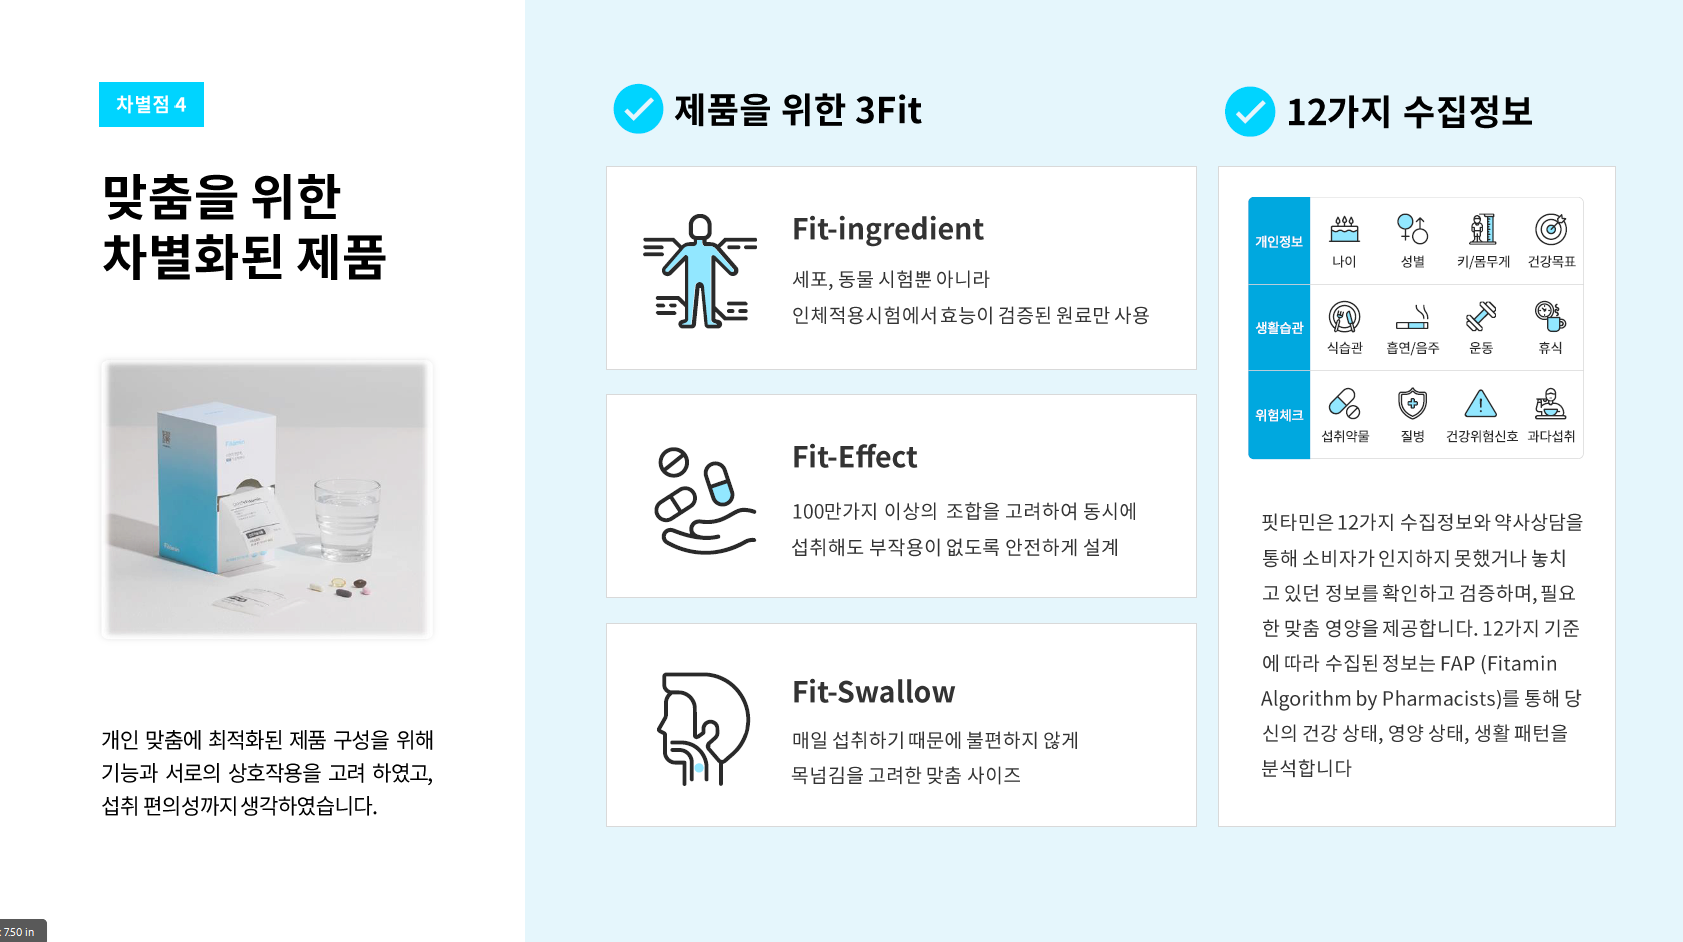 차별점 4
맞춤을 위한
차별화된 제품
Fitamin
Fitamin
개인 맞춤에 최적화된 제품 구성을 위해
기능과 서로의 상호작용을 고려 하였고,
섭취 편의성까지 생각하였습니다.
제품을 위한 3Fit
Fit-ingredient
세포, 동물 시험뿐 아니라
인체적용시험에서 효능이 검증된 원료만 사용
Fit-Effect
100만가지 이상의 조합을 고려하여 동시에
섭취해도 부작용이 없도록 안전하게 설계
Fit-Swallow
매일 섭취하기 때문에 불편하지 않게
목넘김을 고려한 맞춤 사이즈
12가지 수집정보
개인정보
나이 성별 키/몸무게 건강목표
생활습관
식습관 흡연/음주 운동 휴식
위험체크
섭취약물 질병 건강위험신호 과다섭취
핏타민은 12가지 수집정보와 약사상담을
통해 소비자가 인지하지 못했거나 놓치
고 있던 정보를 확인하고 검증하며, 필요
한 맞춤 영양을 제공합니다. 12가지 기준
에 따라 수집된 정보는 FAP (Fitamin
Algorithm by Pharmacists)를 통해 당
신의 건강 상태, 영양 상태, 생활 패턴을
분석합니다
: 7.50 in